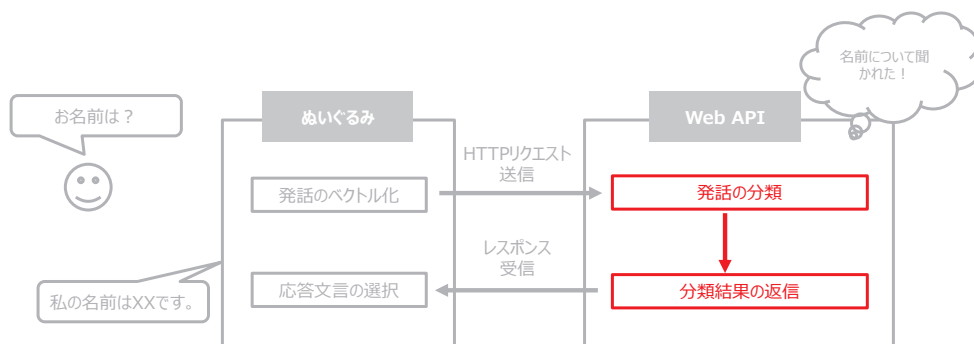 名前について聞
かれた！
お名前は？
ぬいぐるみ
Web API
HTTPリクエスト
送信
発話のベクトル化
発話の分類
レスポンス
受信
私の名前はXXです。
応答文言の選択
分類結果の返信